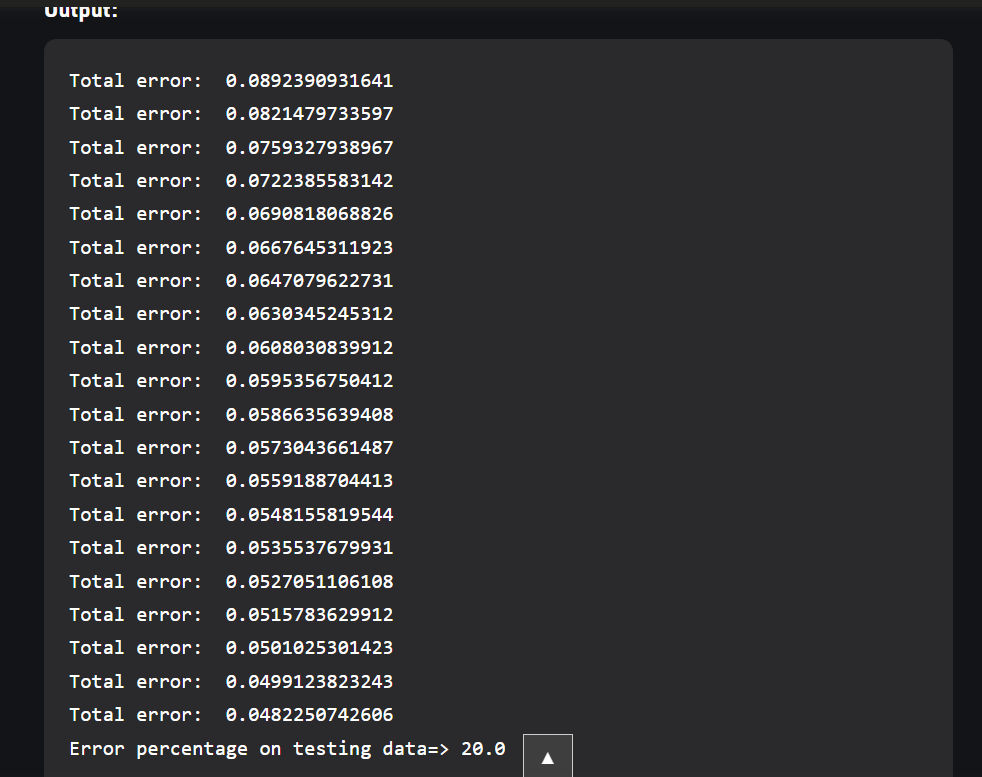 Output:
Total error:  0.0892390931641
Total error:  0.0821479733597
Total error:  0.0759327938967
Total error:  0.0722385583142
Total error:  0.0690818068826
Total error:  0.0667645311923
Total error:  0.0647079622731
Total error:  0.0630345245312
Total error:  0.0608030839912
Total error:  0.0595356750412
Total error:  0.0586635639408
Total error:  0.0573043661487
Total error:  0.0559188704413
Total error:  0.0548155819544
Total error:  0.0535537679931
Total error:  0.0527051106108
Total error:  0.0515783629912
Total error:  0.0501025301423
Total error:  0.0499123823243
Total error:  0.0482250742606
Error percentage on testing data=> 20.0